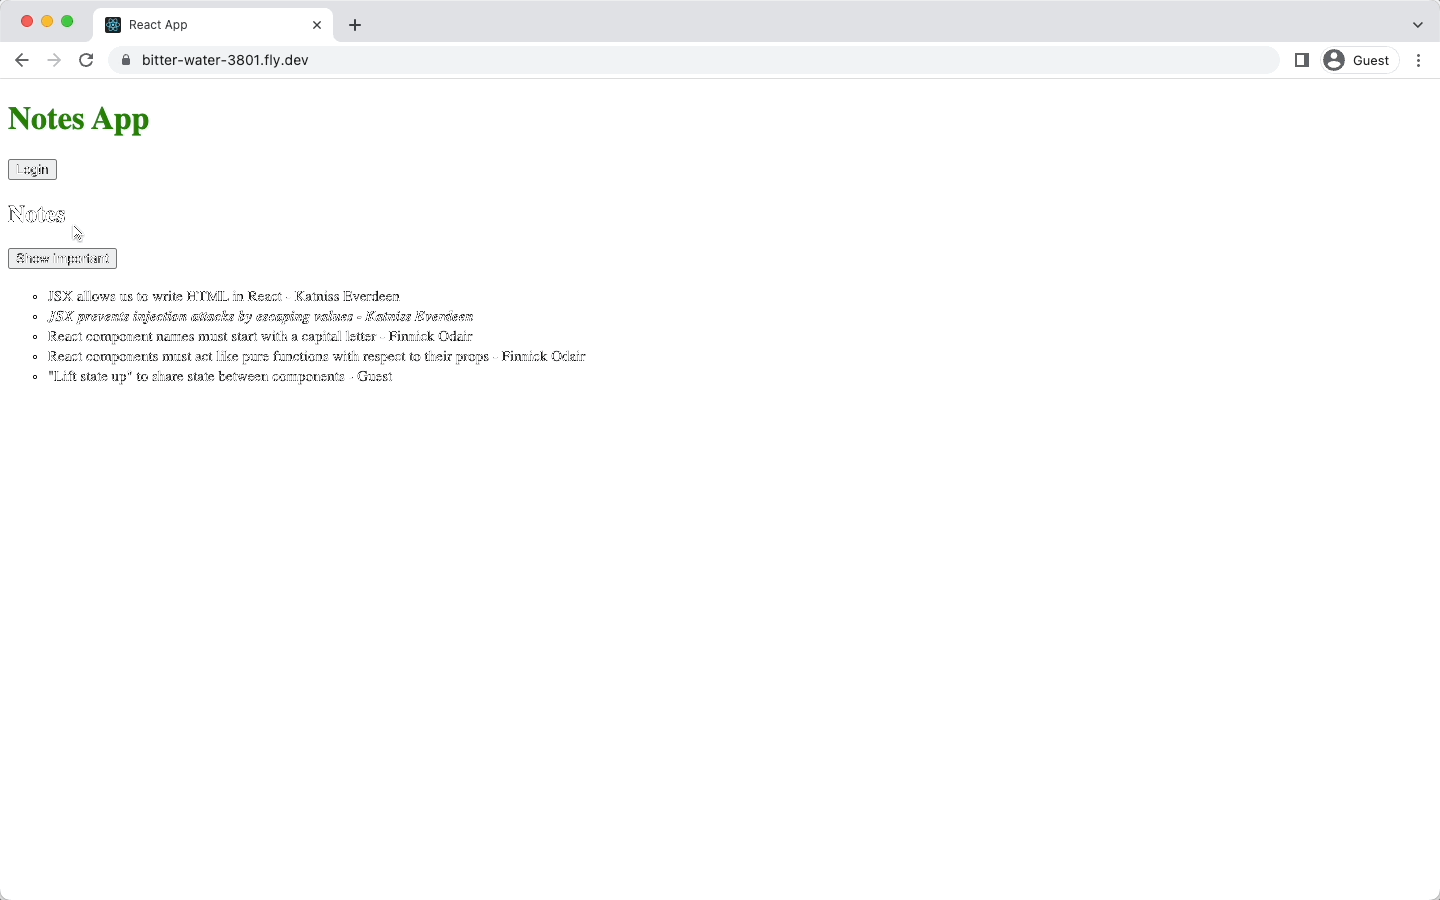 React App
bitter-water-3801.fly.dev
Guest
Notes App
Login
Notes
Show important
JSX allows us to write HTML in React - Katniss Everdeen
JSX prevents injection attacks by escaping values - Katniss Everdeen
React component names must start with a capital letter - Finnick Odair
React components must act like pure functions with respect to their props - Finnick Odair
"Lift state up" to share state between components - Guest